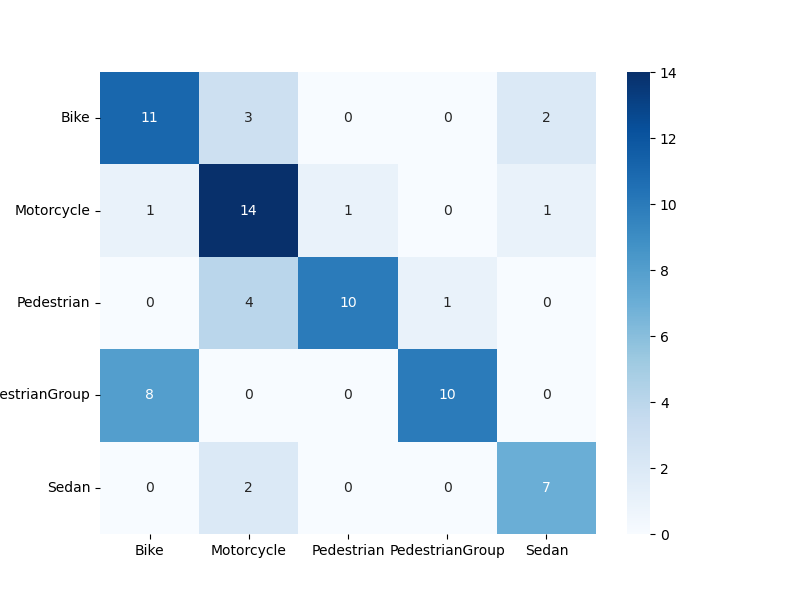 14
Bike 11 3 0 0 2
12
Motorcycle 1 14 1 0 1
10
8
Pedestrian 0 4 10 1 0
6
estrianGroup 8 0 0 10 0
4
Sedan 0 2 0 0 7
2
0
Bike Motorcycle Pedestrian PedestrianGroup Sedan